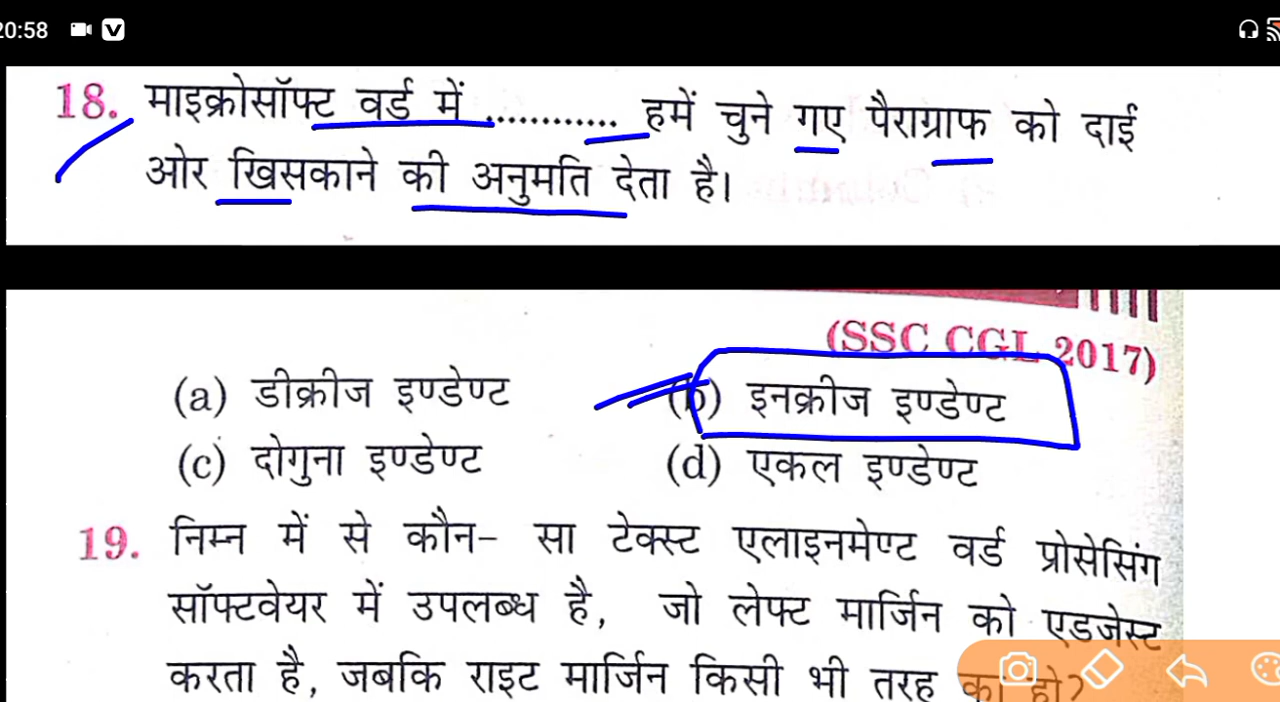 20:58
18. माइक्रोसॉफ्ट वर्ड में ............ हमें चुने गए पैराग्राफ को दाईं
ओर खिसकाने की अनुमति देता है।
(SSC CGL 2017)
(a) डीक्रीज इण्डेण्ट (b) इनक्रीज इण्डेण्ट
(c) दोगुना इण्डेण्ट (d) एकल इण्डेण्ट
19. निम्न में से कौन- सा टेक्स्ट एलाइनमेण्ट वर्ड प्रोसेसिंग
सॉफ्टवेयर में उपलब्ध है, जो लेफ्ट मार्जिन को एडजेस्ट
करता है, जबकि राइट मार्जिन किसी भी तरह का हो?